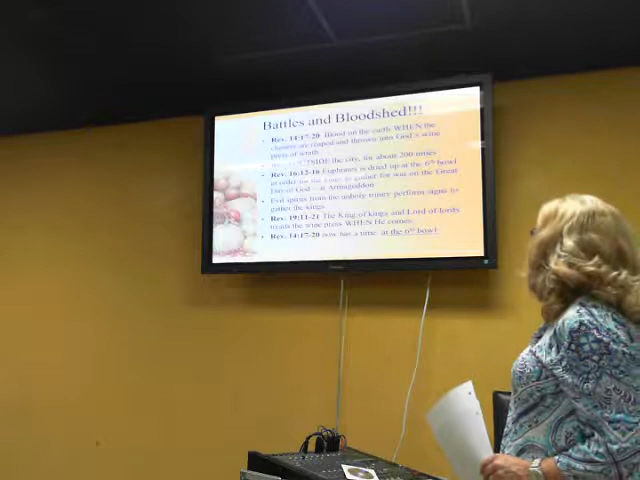 Battles and Bloodshed!!!
• Rev. 14:17-20 Blood on the earth WHEN the
clusters are reaped and thrown into God's wine
press of wrath
OUTSIDE the city, for about 200 miles
• Rev. 16:12-16 Euphrates is dried up at the 6th bowl
in order for the kings to gather for war on the Great
Day of God – at Armageddon
• Evil spirits from the unholy trinity perform signs to
gather the kings.
• Rev. 19:11-21 The King of kings and Lord of lords
treads the wine press WHEN He comes.
• Rev. 14:17-20 now has a time at the 6th bowl